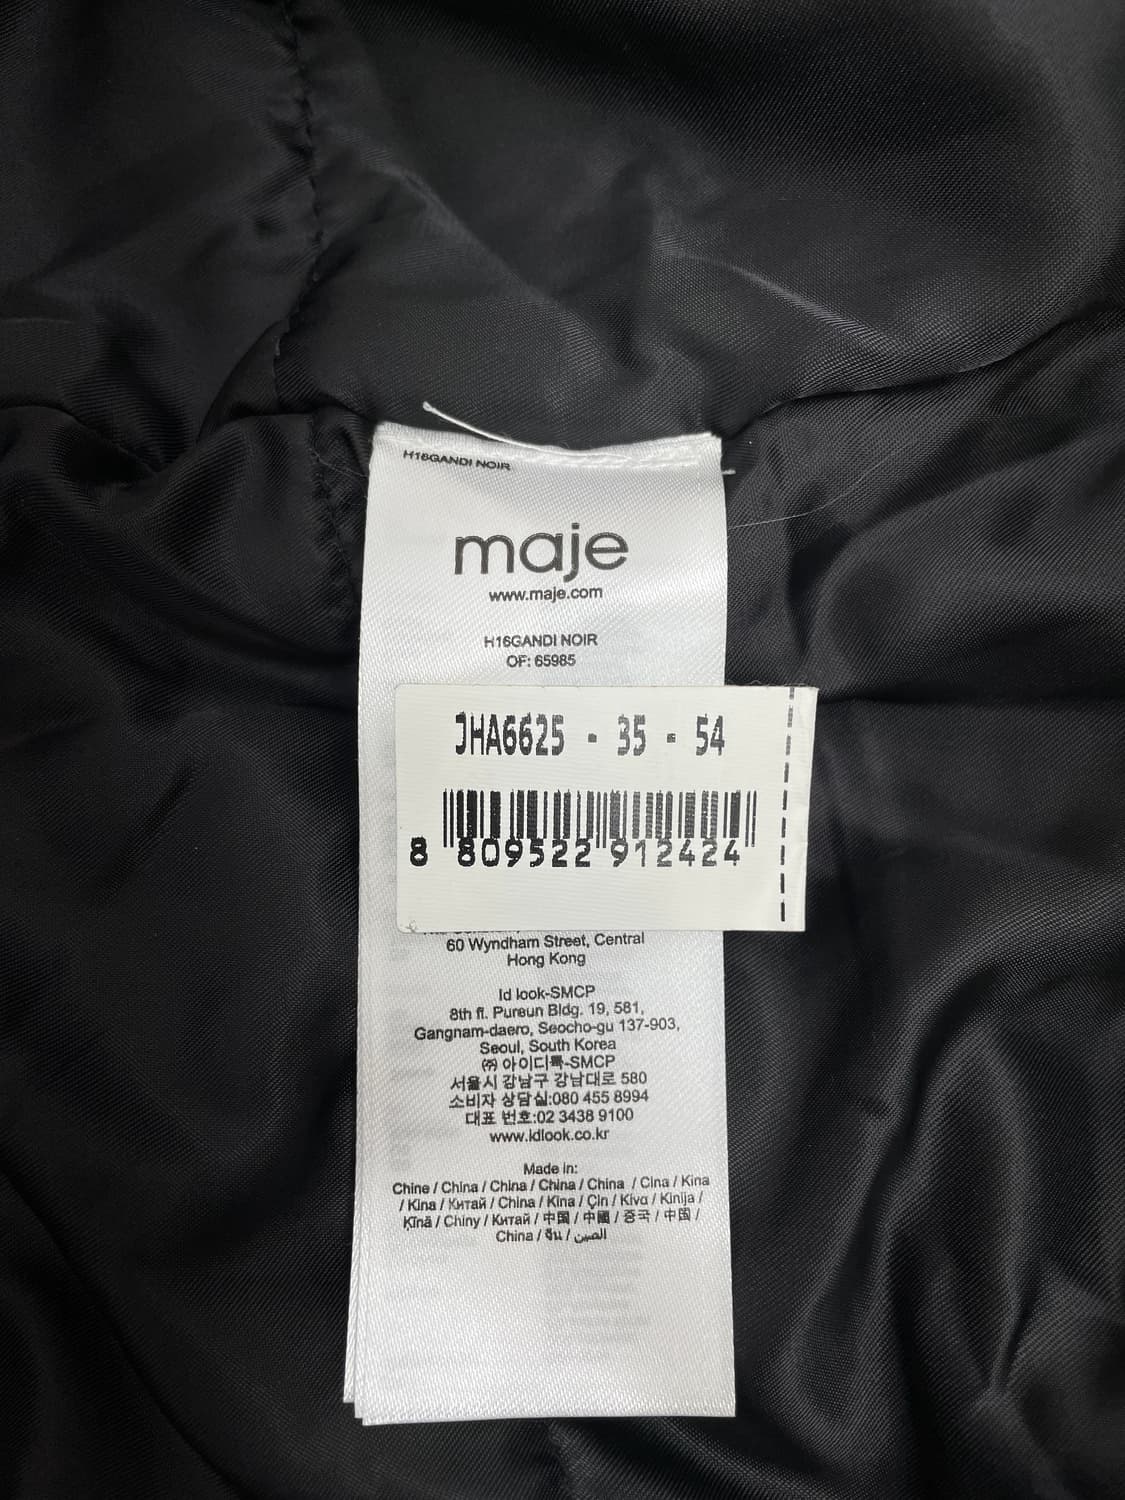 H16GANDI NOIR
maje
www.maje.com
H16GANDI NOIR
OF: 65985
JHA6625 - 35 - 54
8 809522 912424
60 Wyndham Street, Central
Hong Kong
Id look-SMCP
8th fl. Pureun Bldg. 19, 581,
Gangnam-daero, Seocho-gu 137-903,
Seoul, South Korea
㈜ 아이디룩-SMCP
서울시 강남구 강남대로 580
소비자 상담실:080 455 8994
대표 번호:02 3438 9100
www.idlook.co.kr
Made in:
Chine / China / China / China / China / Cina / Kina
/ Kina / Китай / China / Kina / Çin / Κίνα / Kinija /
Ķīnā / Chiny / Китай / 中国 / 中國 / 중국 / 中国 /
China / จีน / الصين